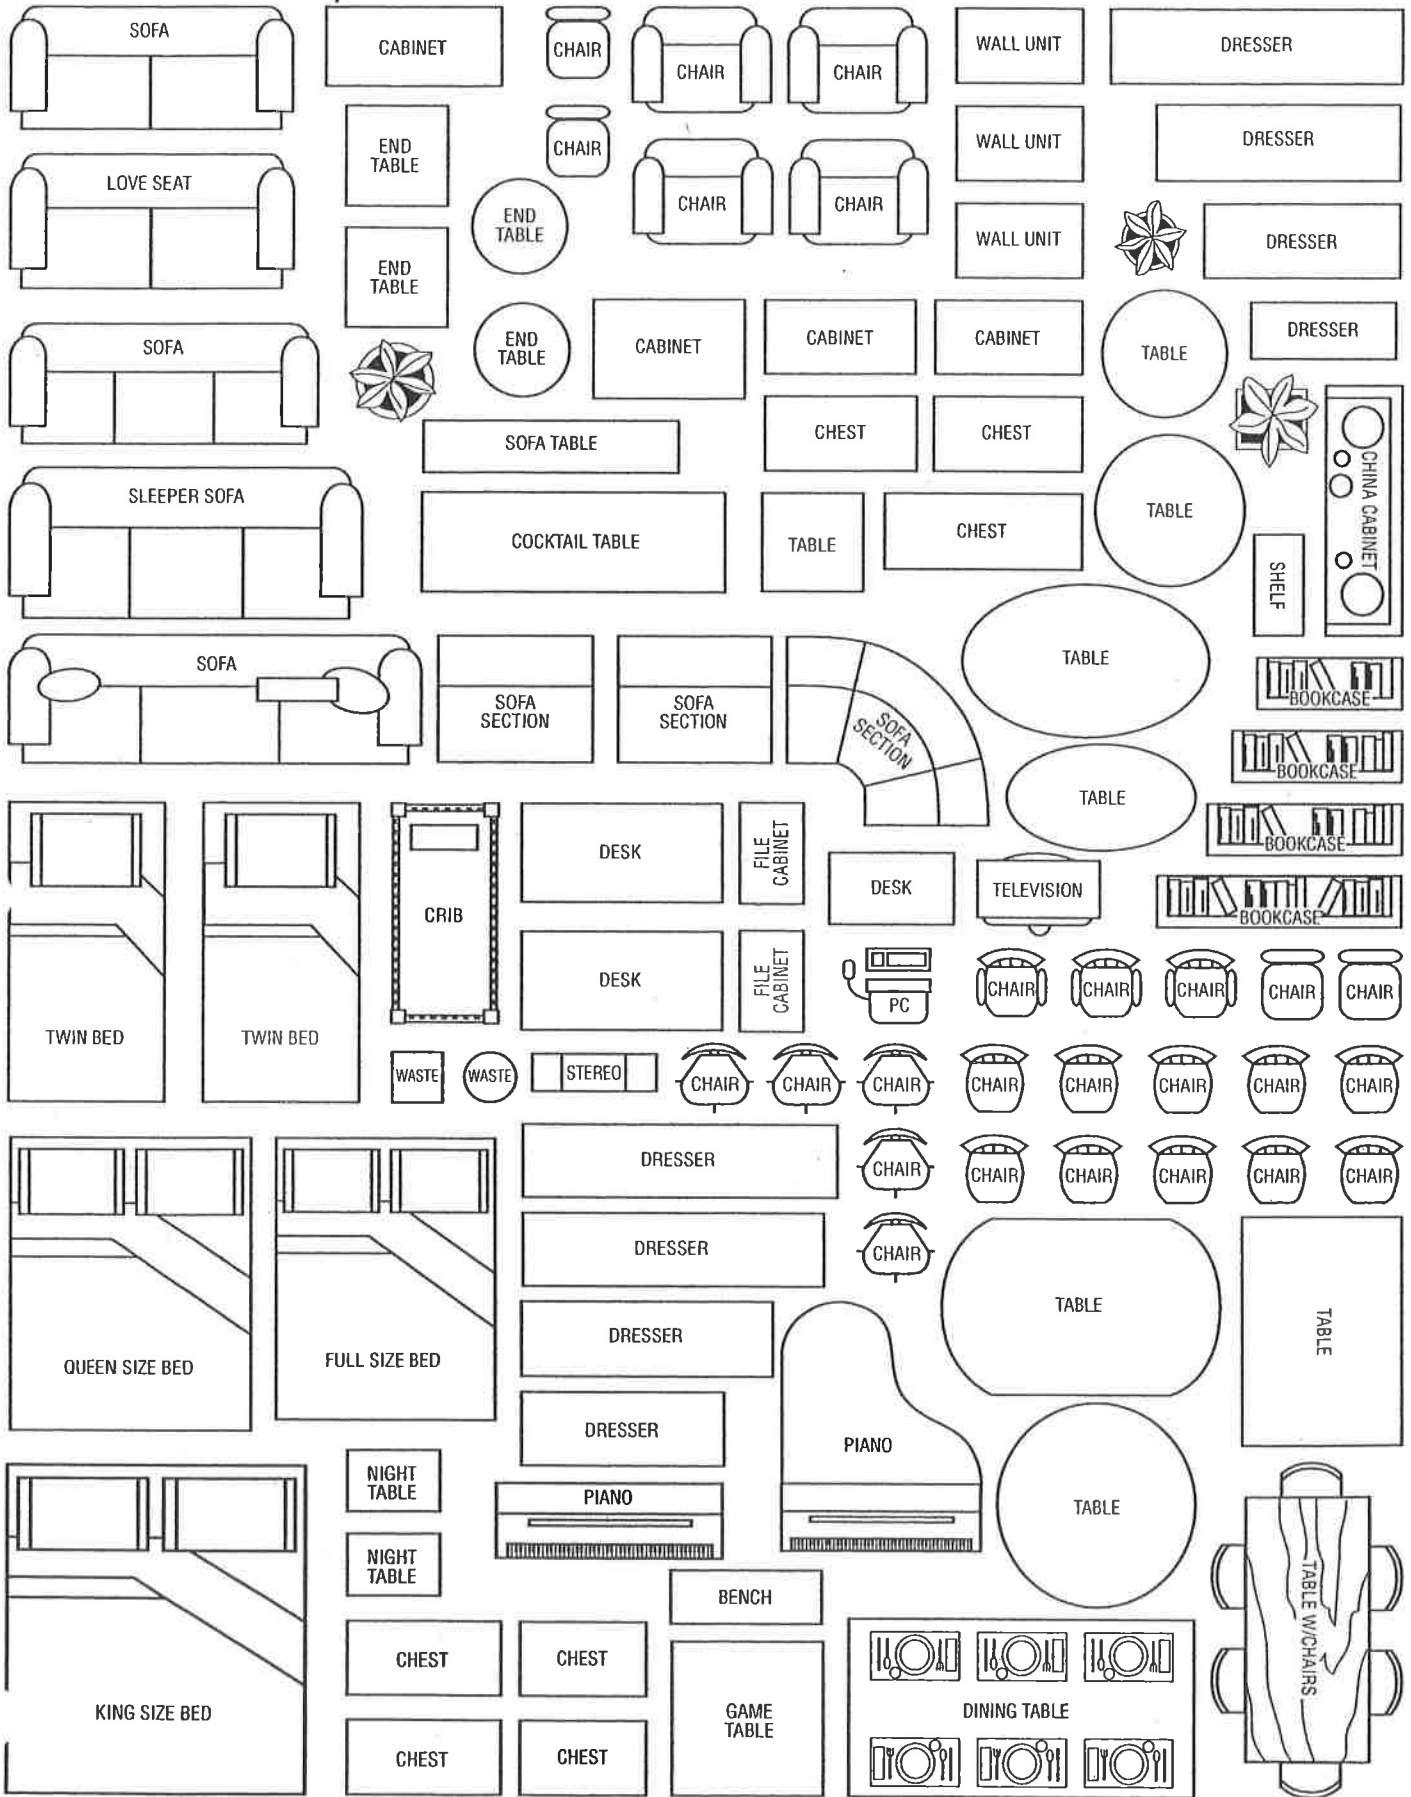 SOFA
CABINET
CHAIR
CHAIR
CHAIR
WALL UNIT
DRESSER
END
TABLE
CHAIR
WALL UNIT
DRESSER
LOVE SEAT
END
TABLE
CHAIR
CHAIR
WALL UNIT
DRESSER
END
TABLE
SOFA
END
TABLE
CABINET
CABINET
CABINET
TABLE
DRESSER
SOFA TABLE
CHEST
CHEST
CHINA CABINET
SLEEPER SOFA
COCKTAIL TABLE
TABLE
CHEST
TABLE
SHELF
SOFA
SOFA
SECTION
SOFA
SECTION
SOFA
SECTION
TABLE
BOOKCASE
BOOKCASE
TABLE
BOOKCASE
DESK
FILE
CABINET
DESK
TELEVISION
BOOKCASE
CRIB
TWIN BED
TWIN BED
DESK
FILE
CABINET
PC
CHAIR
CHAIR
CHAIR
CHAIR
CHAIR
WASTE
WASTE
STEREO
CHAIR
CHAIR
CHAIR
CHAIR
CHAIR
CHAIR
CHAIR
CHAIR
DRESSER
CHAIR
CHAIR
CHAIR
CHAIR
CHAIR
CHAIR
DRESSER
CHAIR
QUEEN SIZE BED
FULL SIZE BED
DRESSER
TABLE
TABLE
DRESSER
PIANO
NIGHT
TABLE
PIANO
TABLE
NIGHT
TABLE
BENCH
TABLE W/CHAIRS
KING SIZE BED
CHEST
CHEST
GAME
TABLE
DINING TABLE
CHEST
CHEST